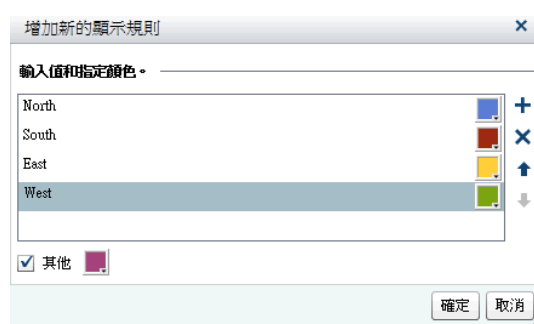 增加新的顯示規則
輸入值和指定顏色。
North
South
East
West
其他
確定 取消